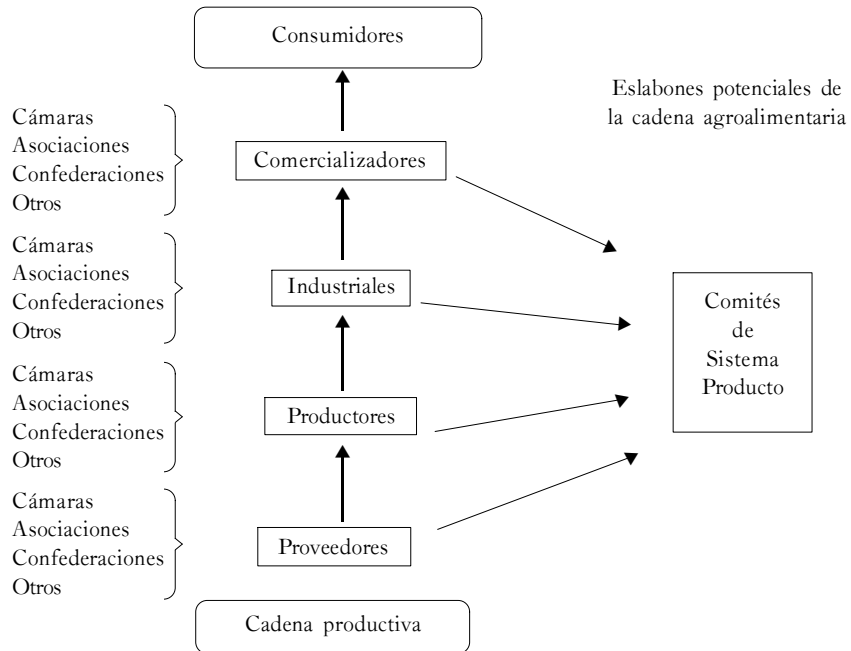 Consumidores
Eslabones potenciales de
la cadena agroalimentaria
Cámaras
Asociaciones
Confederaciones
Otros
Comercializadores
Cámaras
Asociaciones
Confederaciones
Otros
Industriales
Comités
de
Sistema
Producto
Cámaras
Asociaciones
Confederaciones
Otros
Productores
Cámaras
Asociaciones
Confederaciones
Otros
Proveedores
Cadena productiva